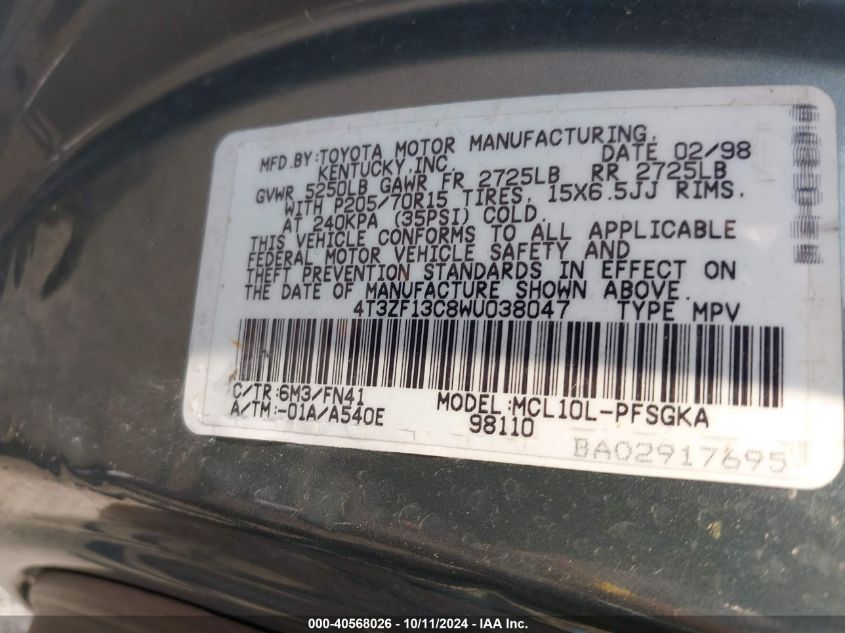 MFD.BY:TOYOTA MOTOR MANUFACTURING,
KENTUCKY,INC. DATE 02/98
GVWR 5250LB GAWR FR 2725LB RR 2725LB
WITH P205/70R15 TIRES, 15X6.5JJ RIMS.
AT 240KPA (35PSI) COLD.
THIS VEHICLE CONFORMS TO ALL APPLICABLE
FEDERAL MOTOR VEHICLE SAFETY AND
THEFT PREVENTION STANDARDS IN EFFECT ON
THE DATE OF MANUFACTURE SHOWN ABOVE.
4T3ZF13C8WU038047 TYPE MPV
C/TR:6M3/FN41 MODEL:MCL10L-PFSGKA
A/TM:-01A/A540E 98110
BA02917695
000-40568026 - 10/11/2024 - IAA Inc.